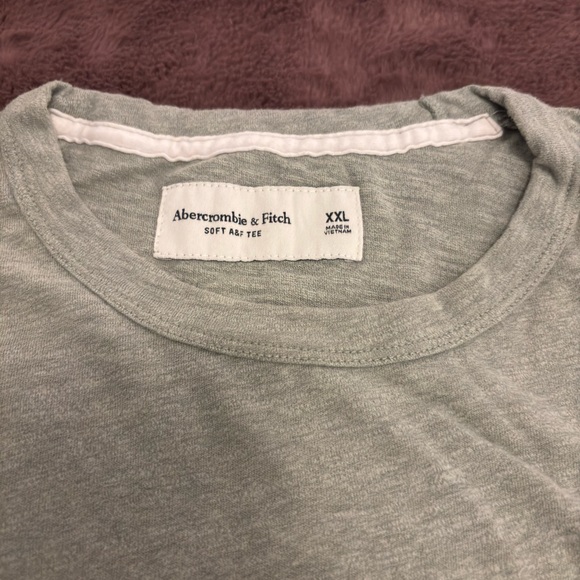 Abercrombie & Fitch XXL
SOFT A&F TEE MADE IN
VIETNAM